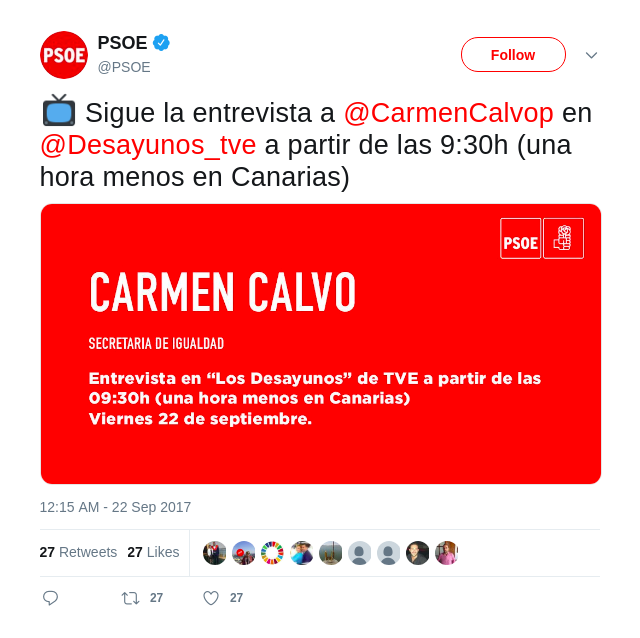 PSOE
PSOE
@PSOE
Follow
Sigue la entrevista a @CarmenCalvop en
@Desayunos_tve a partir de las 9:30h (una
hora menos en Canarias)
PSOE
CARMEN CALVO
SECRETARIA DE IGUALDAD
Entrevista en “Los Desayunos” de TVE a partir de las
09:30h (una hora menos en Canarias)
Viernes 22 de septiembre.
12:15 AM - 22 Sep 2017
27 Retweets 27 Likes
27 27